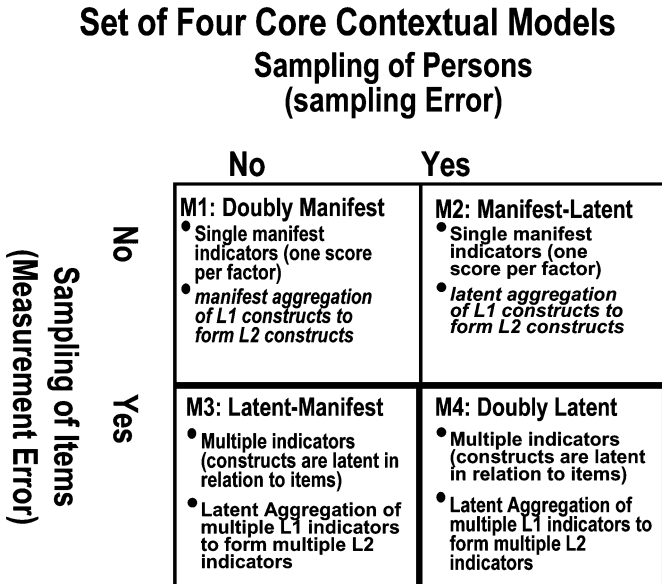 Set of Four Core Contextual Models
Sampling of Persons
(sampling Error)
No
Yes
Sampling of Items
(Measurement Error)
No
M1: Doubly Manifest
• Single manifest
indicators (one score
per factor)
• manifest aggregation
of L1 constructs to
form L2 constructs
M2: Manifest-Latent
• Single manifest
indicators (one
score per factor)
• latent aggregation
of L1 constructs to
form L2 constructs
Yes
M3: Latent-Manifest
• Multiple indicators
(constructs are latent in
relation to items)
• Latent Aggregation of
multiple L1 indicators
to form multiple L2
indicators
M4: Doubly Latent
• Multiple indicators
(constructs are latent
in relation to items)
• Latent Aggregation of
multiple L1 indicators to
form multiple L2
indicators